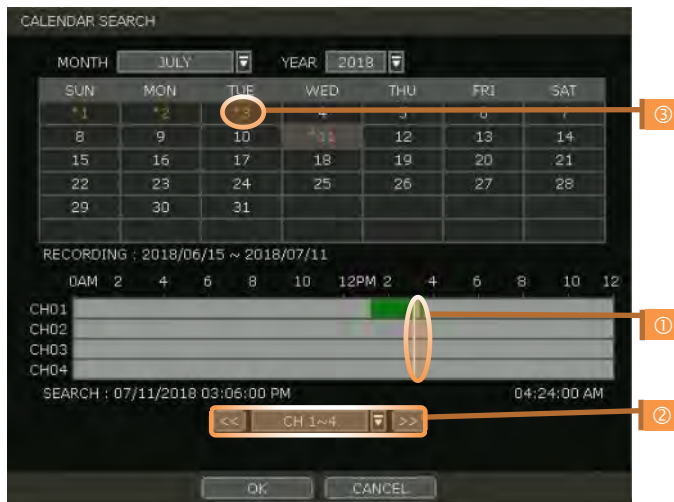 CALENDAR SEARCH
MONTH JULY YEAR 2018
SUN MON TUE WED THU FRI SAT
*1 *2 *3 4 5 6 7
8 9 10 *11 12 13 14
15 16 17 18 19 20 21
22 23 24 25 26 27 28
29 30 31
③
RECORDING : 2018/06/15 ~ 2018/07/11
0AM 2 4 6 8 10 12PM 2 4 6 8 10 12
CH01
CH02
①
CH03
CH04
SEARCH : 07/11/2018 03:06:00 PM 04:24:00 AM
<< CH 1~4 >>
②
OK CANCEL